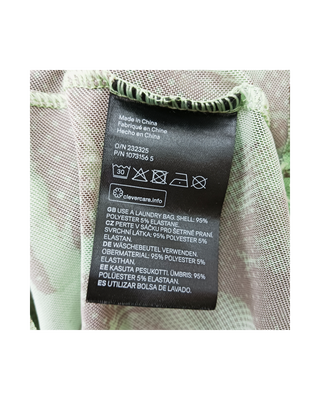 Made in China
Fabriqué en Chine
Hecho en China
O/N 232325
P/N 1073156 5
30
clevercare.info
GB USE A LAUNDRY BAG. SHELL: 95%
POLYESTER 5% ELASTANE.
CZ PERTE V SÁČKU PRO ŠETRNÉ PRANÍ.
SVRCHNÍ LÁTKA: 95% POLYESTER 5%
ELASTAN.
DE WÄSCHEBEUTEL VERWENDEN.
OBERMATERIAL: 95% POLYESTER 5%
ELASTHAN.
EE KASUTA PESUKOTTI. ÜMBRIS: 95%
POLÜESTER 5% ELASTAAN.
ES UTILIZAR BOLSA DE LAVADO.